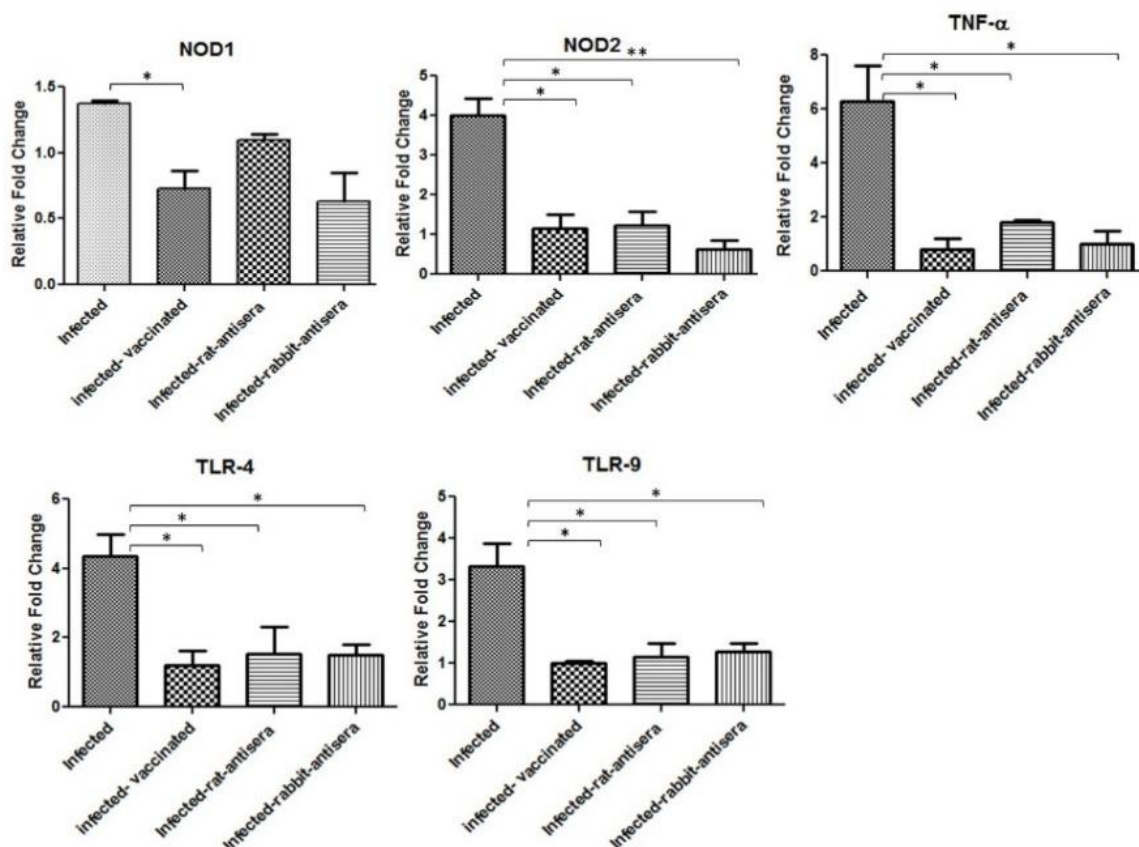 NOD1
*
Relative Fold Change
1.5
1.0
0.5
0.0
Infected
infected- vaccinated
Infected-rat-antisera
Infected-rabbit-antisera
NOD2
**
*
*
Relative Fold Change
5
4
3
2
1
0
Infected
infected- vaccinated
Infected-rat-antisera
Infected-rabbit-antisera
TNF-α
*
*
*
Relative Fold Change
8
6
4
2
0
Infected
infected- vaccinated
Infected-rat-antisera
Infected-rabbit-antisera
TLR-4
*
*
*
Relative Fold Change
6
4
2
0
Infected
infected- vaccinated
Infected-rat-antisera
Infected-rabbit-antisera
TLR-9
*
*
*
Relative Fold Change
5
4
3
2
1
0
Infected
infected- vaccinated
Infected-rat-antisera
Infected-rabbit-antisera